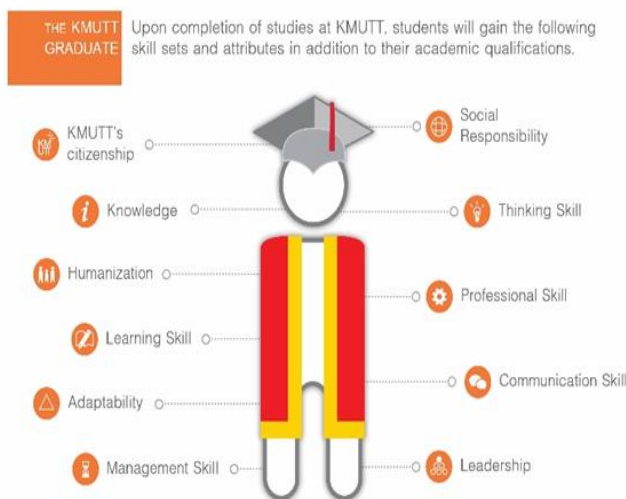 THE KMUTT
GRADUATE
Upon completion of studies at KMUTT, students will gain the following
skill sets and attributes in addition to their academic qualifications.
KMUTT's
citizenship
Social
Responsibility
Knowledge
Thinking Skill
Humanization
Professional Skill
Learning Skill
Communication Skill
Adaptability
Management Skill
Leadership